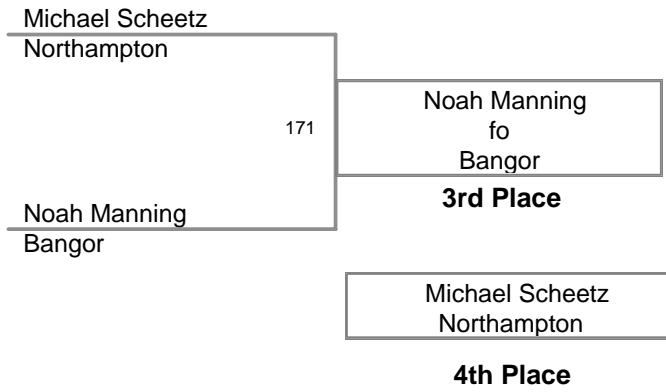 Michael Scheetz
Northampton
171
Noah Manning
fo
Bangor
3rd Place
Noah Manning
Bangor
Michael Scheetz
Northampton
4th Place